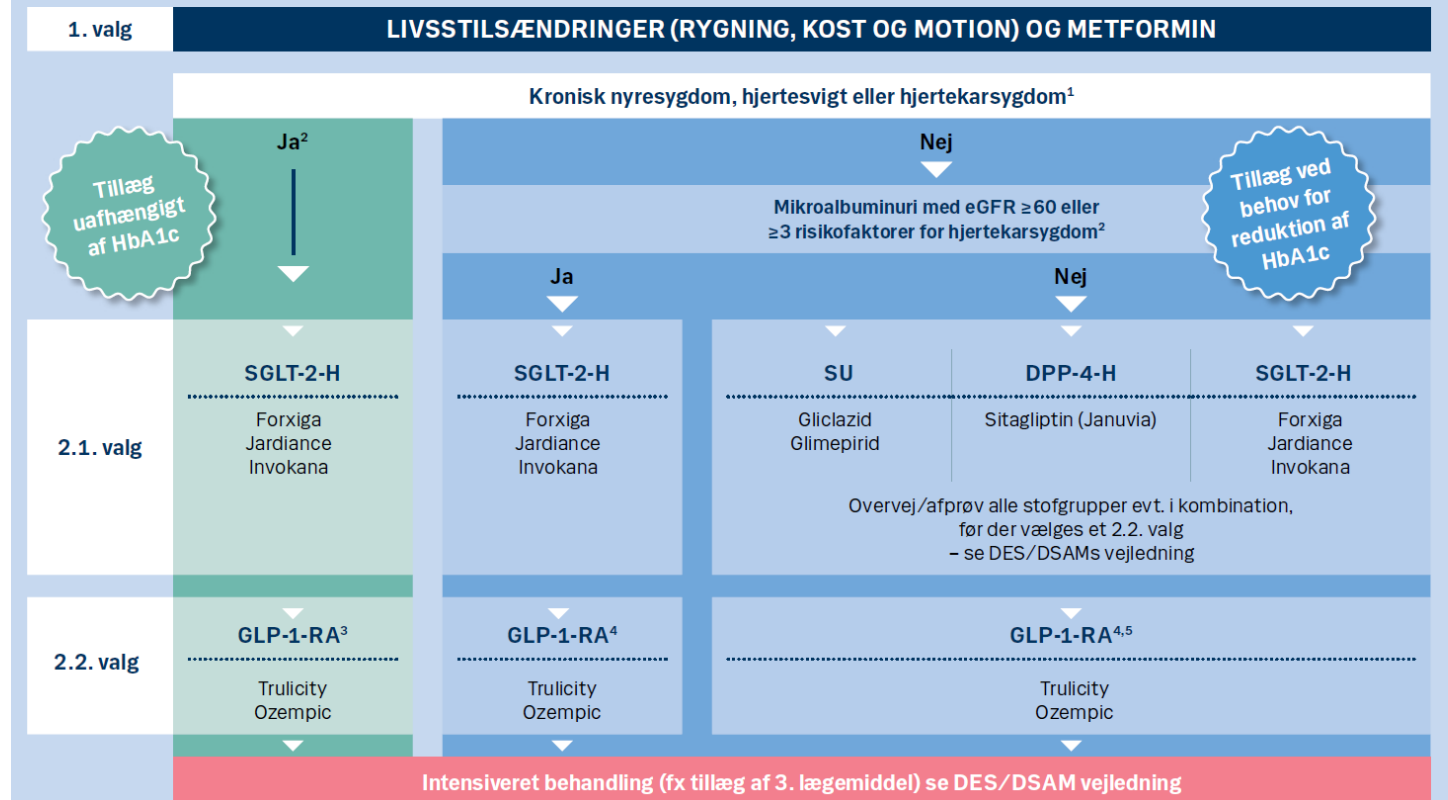 1. valg
LIVSSTILSÆNDRINGER (RYGNING, KOST OG MOTION) OG METFORMIN
Kronisk nyresygdom, hjertesvigt eller hjertekarsygdom¹
Tillæg
uafhængigt
af HbA1c
Ja²
Nej
Tillæg ved
behov for
reduktion af
HbA1c
Mikroalbuminuri med eGFR ≥60 eller
≥3 risikofaktorer for hjertekarsygdom²
Ja
Nej
2.1. valg
SGLT-2-H
Forxiga
Jardiance
Invokana
SGLT-2-H
Forxiga
Jardiance
Invokana
SU
Gliclazid
Glimepirid
DPP-4-H
Sitagliptin (Januvia)
SGLT-2-H
Forxiga
Jardiance
Invokana
Overvej/afprøv alle stofgrupper evt. i kombination,
før der vælges et 2.2. valg
– se DES/DSAMs vejledning
2.2. valg
GLP-1-RA³
Trulicity
Ozempic
GLP-1-RA⁴
Trulicity
Ozempic
GLP-1-RA⁴,⁵
Trulicity
Ozempic
Intensiveret behandling (fx tillæg af 3. lægemiddel) se DES/DSAM vejledning